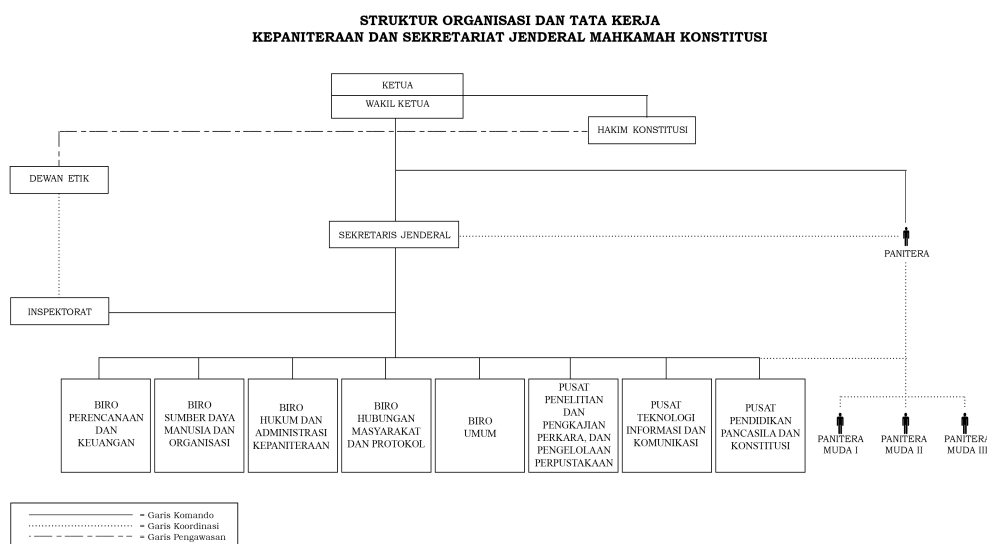 STRUKTUR ORGANISASI DAN TATA KERJA
KEPANITERAAN DAN SEKRETARIAT JENDERAL MAHKAMAH KONSTITUSI
KETUA
WAKIL KETUA
HAKIM KONSTITUSI
DEWAN ETIK
SEKRETARIS JENDERAL
PANITERA
INSPEKTORAT
BIRO
PERENCANAAN
DAN
KEUANGAN
BIRO
SUMBER DAYA
MANUSIA DAN
ORGANISASI
BIRO
HUKUM DAN
ADMINISTRASI
KEPANITERAAN
BIRO
HUBUNGAN
MASYARAKAT
DAN PROTOKOL
BIRO
UMUM
PUSAT
PENELITIAN
DAN
PENGKAJIAN
PERKARA, DAN
PENGELOLAAN
PERPUSTAKAAN
PUSAT
TEKNOLOGI
INFORMASI DAN
KOMUNIKASI
PUSAT
PENDIDIKAN
PANCASILA DAN
KONSTITUSI
PANITERA
MUDA I
PANITERA
MUDA II
PANITERA
MUDA III
= Garis Komando
= Garis Koordinasi
= Garis Pengawasan